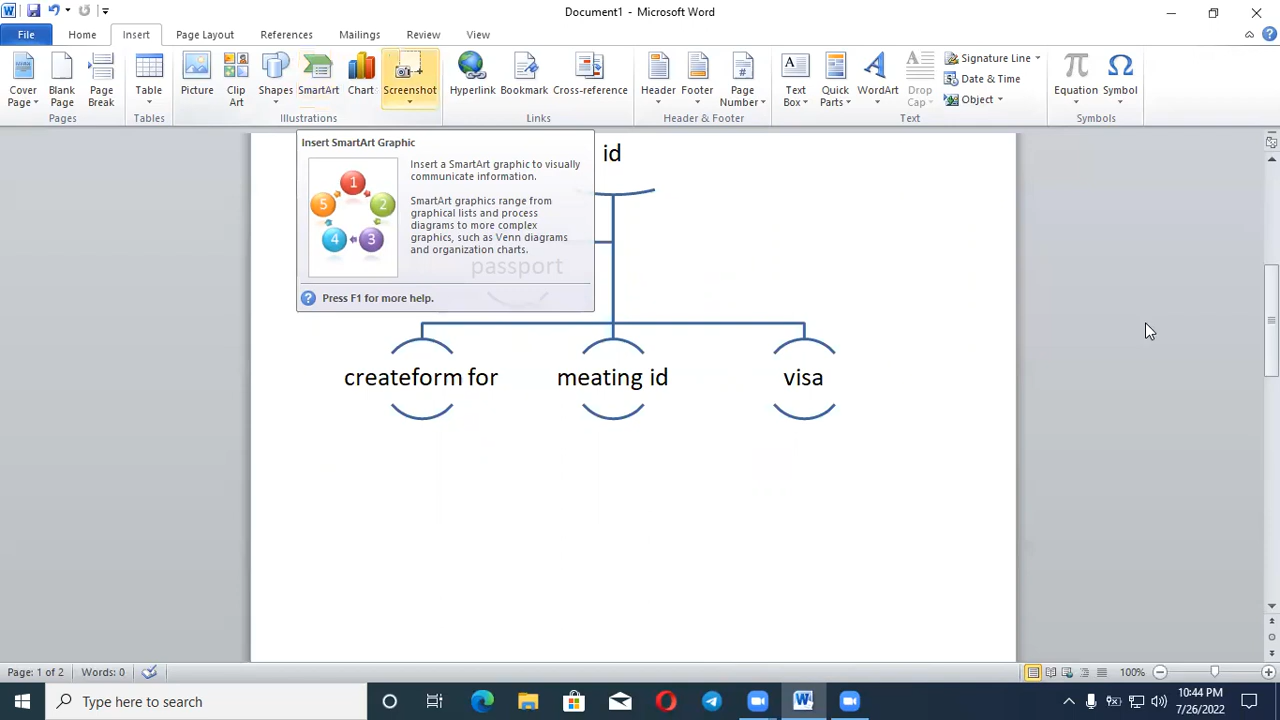 Document1 - Microsoft Word
File Home Insert Page Layout References Mailings Review View
Cover Page
Blank Page
Page Break
Pages
Table
Tables
Picture
Clip Art
Shapes
SmartArt
Chart
Screenshot
Illustrations
Hyperlink
Bookmark
Cross-reference
Links
Header
Footer
Page Number
Header & Footer
Text Box
Quick Parts
WordArt
Drop Cap
Signature Line
Date & Time
Object
Text
Equation
Symbol
Symbols
Insert SmartArt Graphic
1
2
3
4
5
Insert a SmartArt graphic to visually
communicate information.
SmartArt graphics range from
graphical lists and process
diagrams to more complex
graphics, such as Venn diagrams
and organization charts.
Press F1 for more help.
id
passport
createform for
meating id
visa
Page: 1 of 2 Words: 0
100%
Type here to search
10:44 PM
7/26/2022